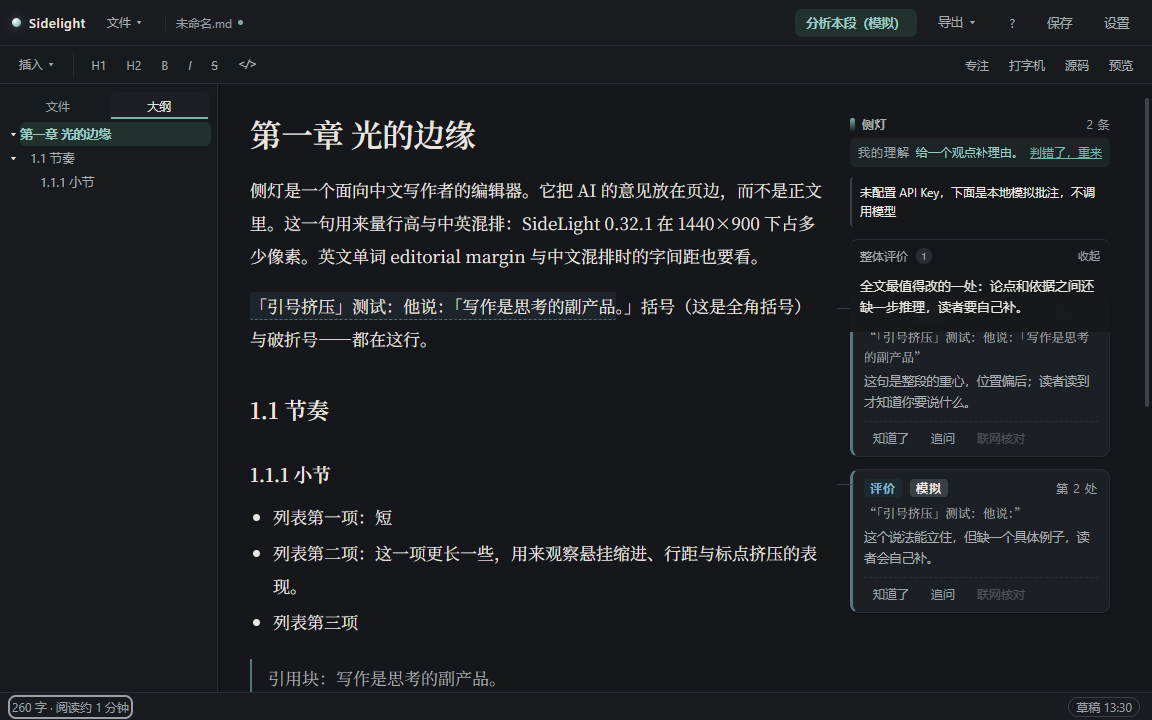 Sidelight 文件 未命名.md 分析本段（模拟） 导出 ? 保存 设置
插入 H1 H2 B I S </> 专注 打字机 源码 预览
文件 大纲
第一章 光的边缘
1.1 节奏
1.1.1 小节
第一章 光的边缘
侧灯是一个面向中文写作者的编辑器。它把 AI 的意见放在页边，而不是正文
里。这一句用来量行高与中英混排：SideLight 0.32.1 在 1440×900 下占多
少像素。英文单词 editorial margin 与中文混排时的字间距也要看。
「引号挤压」测试：他说：「写作是思考的副产品。」括号（这是全角括号）
与破折号——都在这行。
1.1 节奏
1.1.1 小节
列表第一项：短
列表第二项：这一项更长一些，用来观察悬挂缩进、行距与标点挤压的表
现。
列表第三项
引用块：写作是思考的副产品。
侧灯 2 条
我的理解 给一个观点补理由。 判错了，重来
未配置 API Key，下面是本地模拟批注，不调
用模型
整体评价 1 收起
全文最值得改的一处：论点和依据之间还
缺一步推理，读者要自己补。
“「引号挤压」测试：他说：「写作是思考
的副产品”
这句是整段的重心，位置偏后；读者读到
才知道你要说什么。
知道了 追问 联网核对
评价 模拟 第 2 处
“「引号挤压」测试：他说：”
这个说法能立住，但缺一个具体例子，读
者会自己补。
知道了 追问 联网核对
260 字 · 阅读约 1 分钟 草稿 13:30